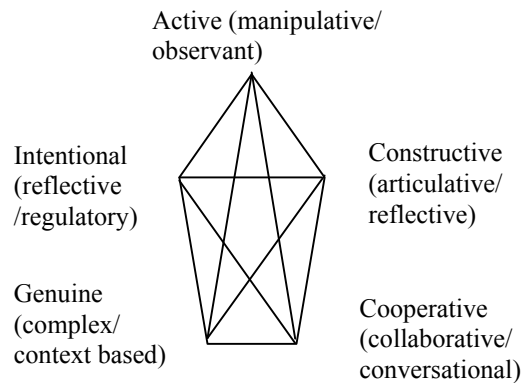 Active (manipulative/
observant)
Intentional
(reflective
/regulatory)
Constructive
(articulative/
reflective)
Genuine
(complex/
context based)
Cooperative
(collaborative/
conversational)